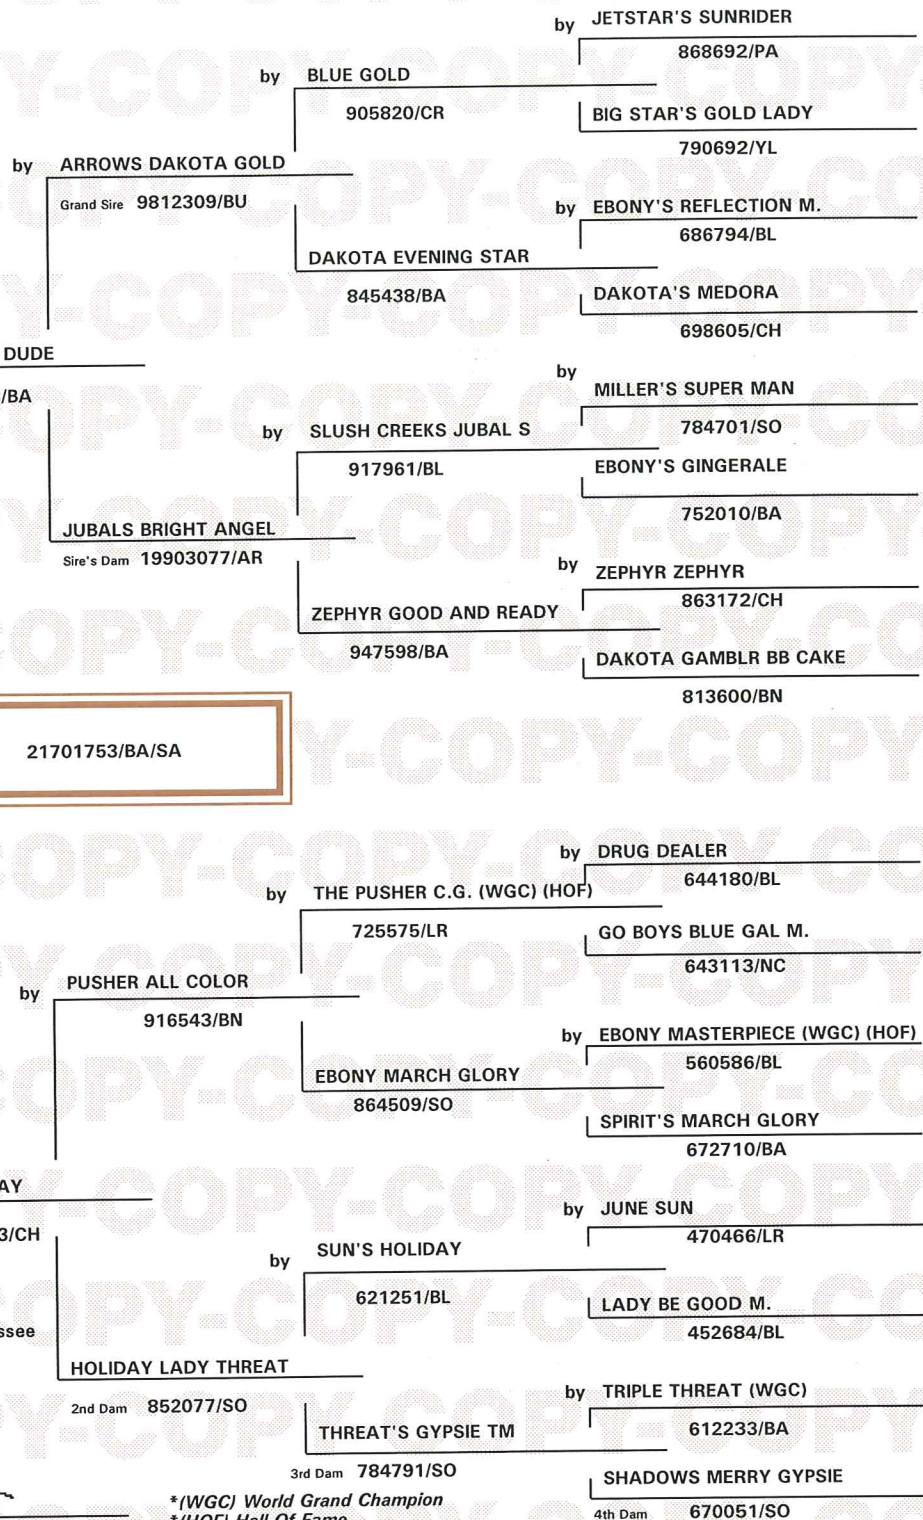 by JETSTAR'S SUNRIDER
868692/PA
by BLUE GOLD
905820/CR
BIG STAR'S GOLD LADY
790692/YL
by ARROWS DAKOTA GOLD
Grand Sire 9812309/BU
by EBONY'S REFLECTION M.
686794/BL
DAKOTA EVENING STAR
845438/BA
DAKOTA'S MEDORA
698605/CH
DUDE
/BA
by
MILLER'S SUPER MAN
784701/SO
by SLUSH CREEKS JUBAL S
917961/BL
EBONY'S GINGERALE
752010/BA
JUBALS BRIGHT ANGEL
Sire's Dam 19903077/AR
by ZEPHYR ZEPHYR
863172/CH
ZEPHYR GOOD AND READY
947598/BA
DAKOTA GAMBLR BB CAKE
813600/BN
21701753/BA/SA
by DRUG DEALER
644180/BL
by THE PUSHER C.G. (WGC) (HOF)
725575/LR
GO BOYS BLUE GAL M.
643113/NC
by PUSHER ALL COLOR
916543/BN
by EBONY MASTERPIECE (WGC) (HOF)
560586/BL
EBONY MARCH GLORY
864509/SO
SPIRIT'S MARCH GLORY
672710/BA
AY
3/CH
by JUNE SUN
470466/LR
by SUN'S HOLIDAY
621251/BL
LADY BE GOOD M.
452684/BL
ssee
HOLIDAY LADY THREAT
2nd Dam 852077/SO
by TRIPLE THREAT (WGC)
612233/BA
THREAT'S GYPSIE TM
3rd Dam 784791/SO
SHADOWS MERRY GYPSIE
4th Dam 670051/SO
*(WGC) World Grand Champion
*(HOF) Hall Of Fame
COPY-COPY-COPY